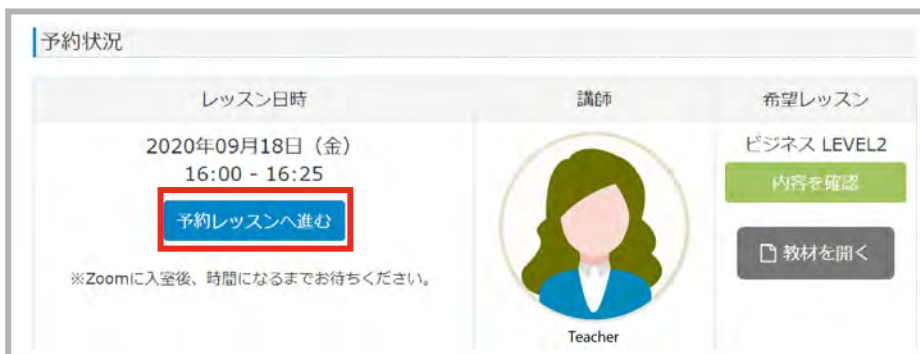 予約状況
レッスン日時
講師
希望レッスン
2020年09月18日（金）
16:00 - 16:25
予約レッスンへ進む
※Zoomに入室後、時間になるまでお待ちください。
Teacher
ビジネス LEVEL2
内容を確認
教材を開く